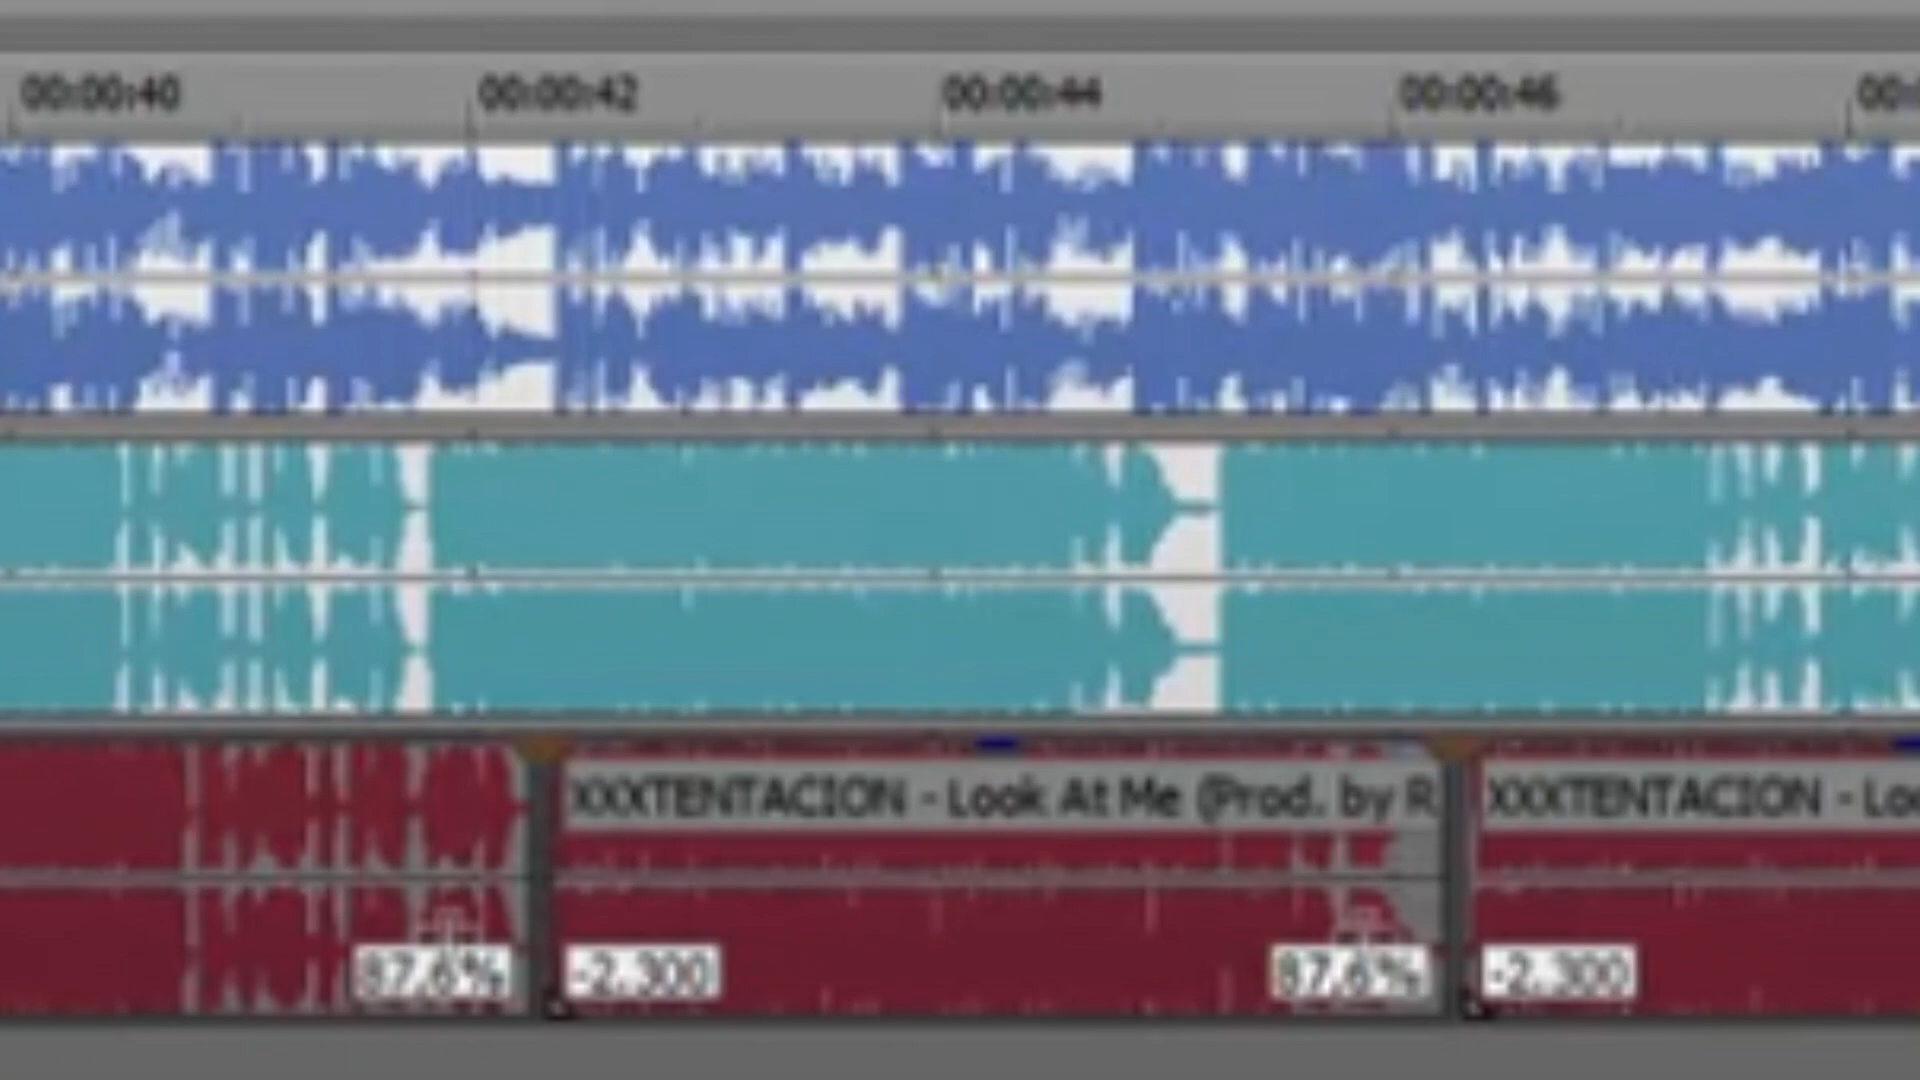 00:00:40 00:00:42 00:00:44 00:00:46 00:0
XXXTENTACION - Look At Me (Prod. by R XXXTENTACION - Loo
87.6% -2.300 87.6% -2.300